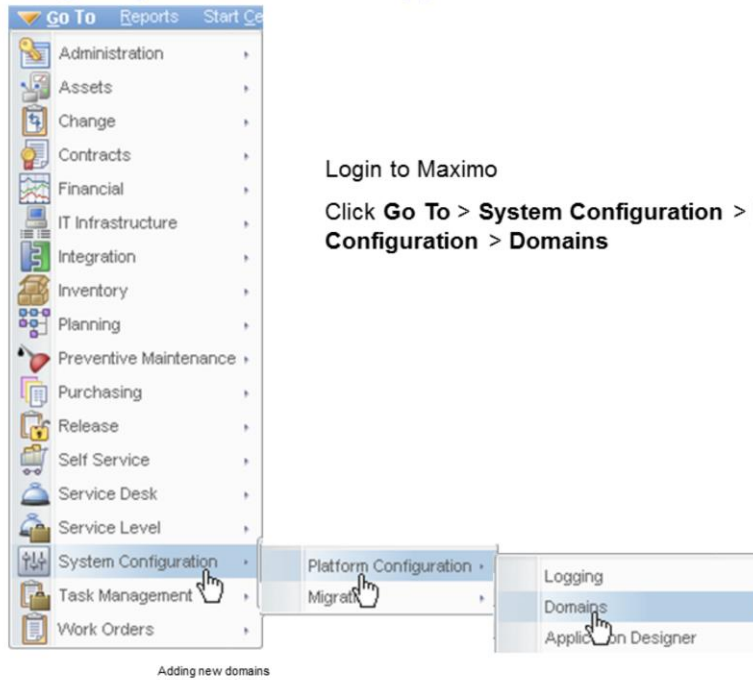 Go To Reports Start Ce
Administration
Assets
Change
Contracts
Financial
IT Infrastructure
Integration
Inventory
Planning
Preventive Maintenance
Purchasing
Release
Self Service
Service Desk
Service Level
System Configuration
Task Management
Work Orders
Login to Maximo
Click Go To > System Configuration >
Configuration > Domains
Platform Configuration
Logging
Domains
Designer
Adding new domains